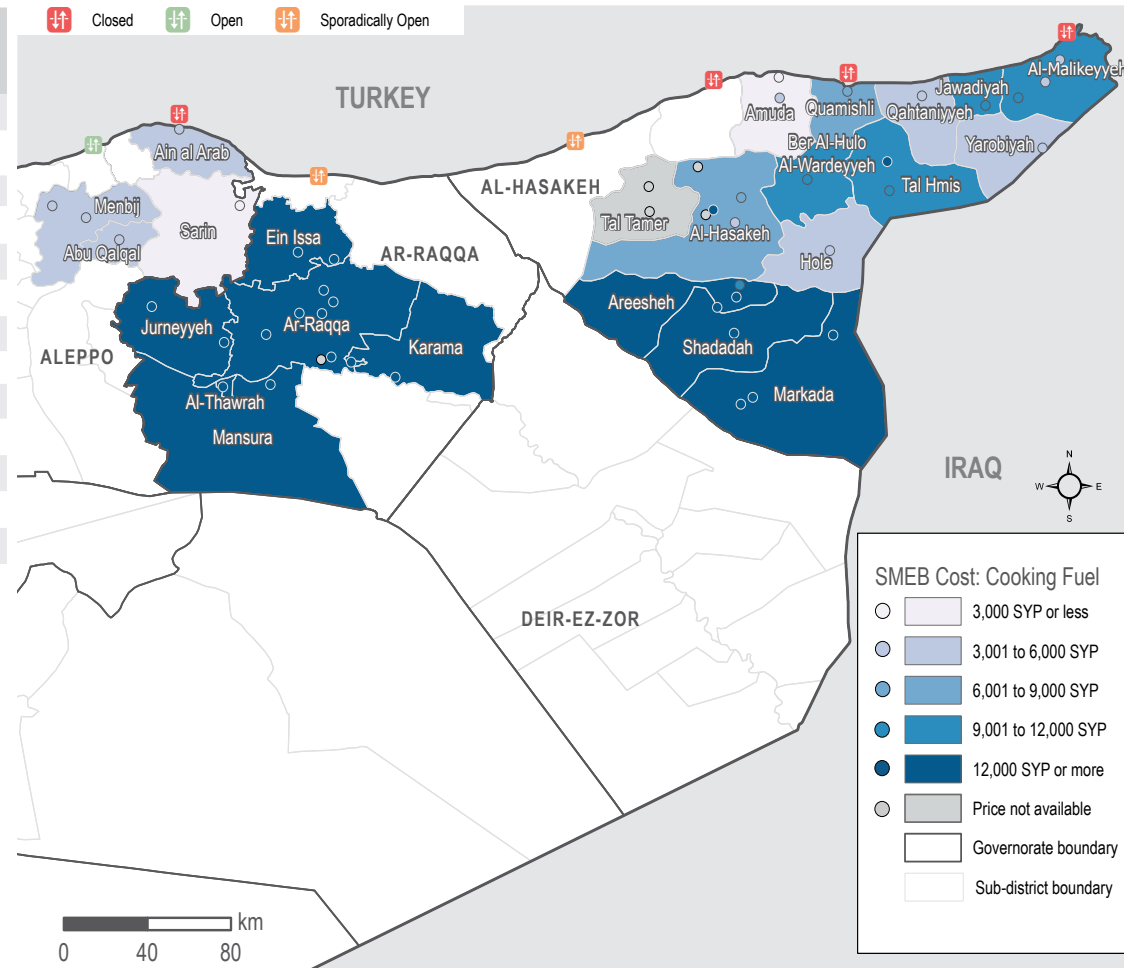 Closed
Open
Sporadically Open
TURKEY
Ain al Arab
Menbij
Abu Qalqal
Sarin
Ein Issa
AR-RAQQA
Jurneyyeh
Ar-Raqqa
Karama
ALEPPO
Al-Thawrah
Mansura
AL-HASAKEH
Amuda
Quamishli
Qahtaniyyeh
Jawadiyah
Al-Malikeyyeh
Ber Al-Hulo
Al-Wardeyyeh
Yarobiyah
Tal Hmis
Tal Tamer
Al-Hasakeh
Hole
Areesheh
Shadadah
Markada
IRAQ
DEIR-EZ-ZOR
N
W
E
S
SMEB Cost: Cooking Fuel
3,000 SYP or less
3,001 to 6,000 SYP
6,001 to 9,000 SYP
9,001 to 12,000 SYP
12,000 SYP or more
Price not available
Governorate boundary
Sub-district boundary
km
0 40 80